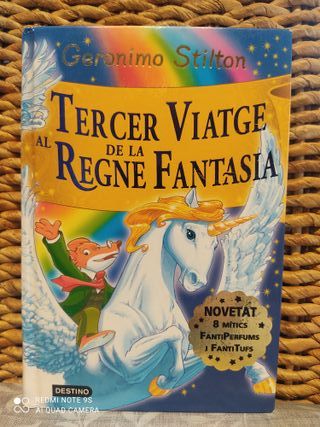 Geronimo Stilton
TERCER VIATGE
AL REGNE DE LA FANTASIA
NOVETAT
8 MÍTICS
FANTIPERFUMS
I FANTITUFS
DESTINO
REDMI NOTE 9S
AI QUAD CAMERA